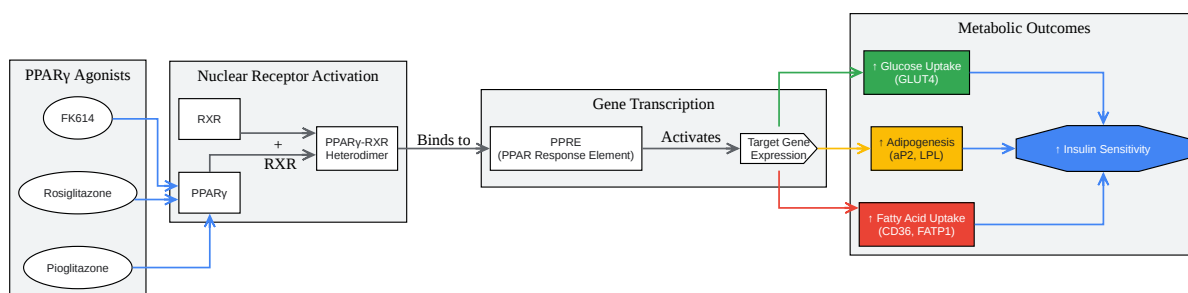 PPARγ Agonists
FK614
Rosiglitazone
Pioglitazone
Nuclear Receptor Activation
RXR
PPARγ
+
RXR
PPARγ-RXR
Heterodimer
Binds to
Gene Transcription
PPRE
(PPAR Response Element)
Activates
Target Gene
Expression
Metabolic Outcomes
↑ Glucose Uptake
(GLUT4)
↑ Adipogenesis
(aP2, LPL)
↑ Fatty Acid Uptake
(CD36, FATP1)
↑ Insulin Sensitivity